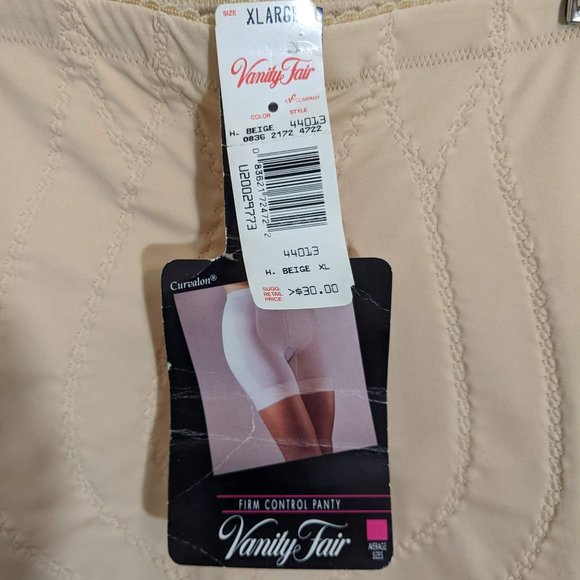 SIZE XLARGE
Vanity Fair
A VF COMPANY
COLOR STYLE
H. BEIGE 44013
0836 2172 4722
0 83621 72472 2
U20029773
44013
H. BEIGE XL
SUGG. RETAIL PRICE >$30.00
Curvalon®
FIRM CONTROL PANTY
Vanity Fair
AVERAGE SIZES